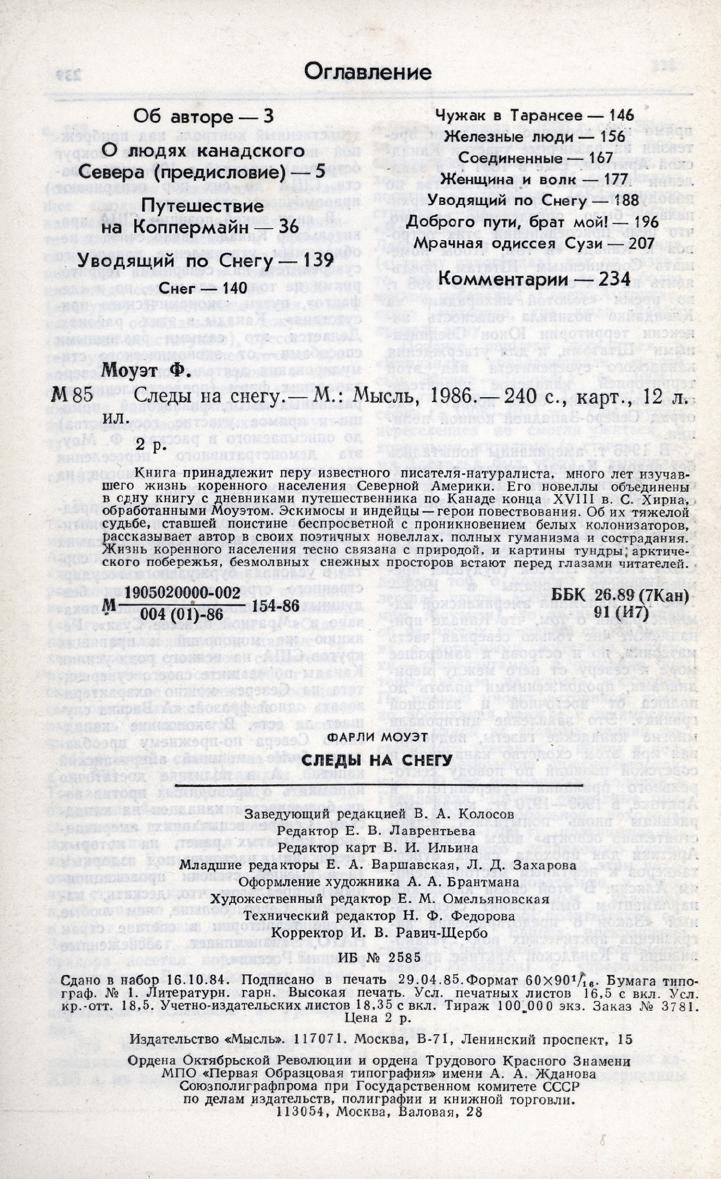 Оглавление
Об авторе — 3
О людях канадского
Севера (предисловие) — 5
Путешествие
на Коппермайн — 36
Уводящий по Снегу — 139
Снег — 140
Чужак в Тарансее — 146
Железные люди — 156
Соединенные — 167
Женщина и волк — 177
Уводящий по Снегу — 188
Доброго пути, брат мой! — 196
Мрачная одиссея Сузи — 207
Комментарии — 234
Моуэт Ф.
М 85 Следы на снегу. — М.: Мысль, 1986. — 240 с., карт., 12 л.
ил.
2 р.
Книга принадлежит перу известного писателя-натуралиста, много лет изучав-
шего жизнь коренного населения Северной Америки. Его новеллы объединены
в одну книгу с дневниками путешественника по Канаде конца XVIII в. С. Хирна,
обработанными Моуэтом. Эскимосы и индейцы — герои повествования. Об их тяжелой
судьбе, ставшей поистине беспросветной с проникновением белых колонизаторов,
рассказывает автор в своих поэтичных новеллах, полных гуманизма и сострадания.
Жизнь коренного населения тесно связана с природой, и картины тундры, арктиче-
ского побережья, безмолвных снежных просторов встают перед глазами читателей.
М 1905020000-002 154-86
004 (01)-86
ББК 26.89 (7Кан)
91 (И7)
ФАРЛИ МОУЭТ
СЛЕДЫ НА СНЕГУ
Заведующий редакцией В. А. Колосов
Редактор Е. В. Лаврентьева
Редактор карт В. И. Ильина
Младшие редакторы Е. А. Варшавская, Л. Д. Захарова
Оформление художника А. А. Брантмана
Художественный редактор Е. М. Омельяновская
Технический редактор Н. Ф. Федорова
Корректор И. В. Равич-Щербо
ИБ № 2585
Сдано в набор 16.10.84. Подписано в печать 29.04.85. Формат 60×90 1/16. Бумага типо-
граф. № 1. Литературн. гарн. Высокая печать. Усл. печатных листов 16,5 с вкл. Усл.
кр.-отт. 18,5. Учетно-издательских листов 18,35 с вкл. Тираж 100 000 экз. Заказ № 3781.
Цена 2 р.
Издательство «Мысль». 117071. Москва, В-71, Ленинский проспект, 15
Ордена Октябрьской Революции и ордена Трудового Красного Знамени
МПО «Первая Образцовая типография» имени А. А. Жданова
Союзполиграфпрома при Государственном комитете СССР
по делам издательств, полиграфии и книжной торговли.
113054, Москва, Валовая, 28